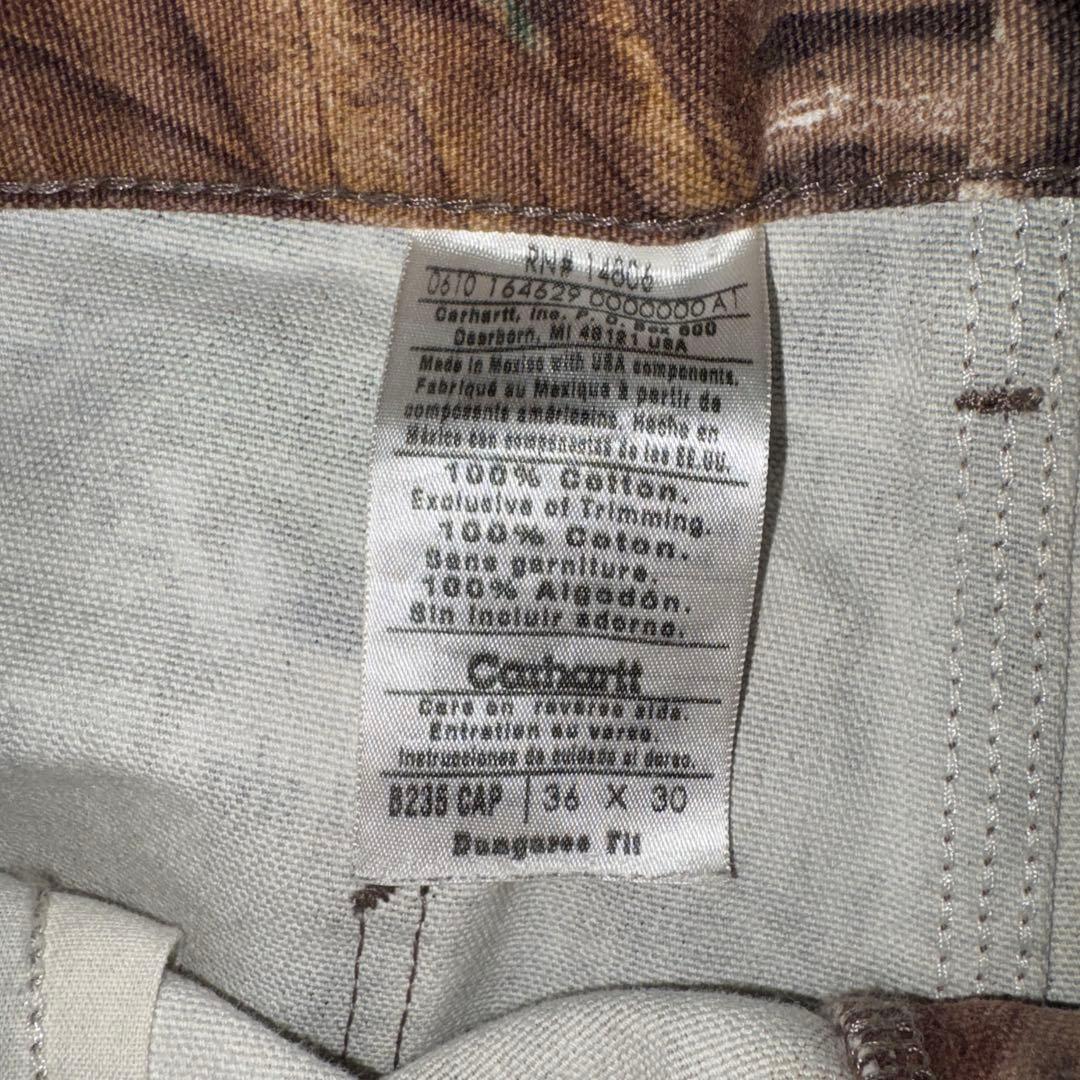 RN# 14806
0610 164629 0000000 A1
Carhartt, Inc. P. O. Box 600
Dearborn, MI 48121 USA
Made in Mexico with USA components.
Fabriqué au Mexique à partir de
composants américains. Hecho en
México con componentes de los EE.UU.
100% Cotton.
Exclusive of Trimming.
100% Coton.
Sans garniture.
100% Algodón.
Sin incluir adorno.
Carhartt
Care on reverse side.
Entretien au verso.
Instrucciones de cuidado al dorso.
B235 CAP 36 X 30
Dungaree Fit